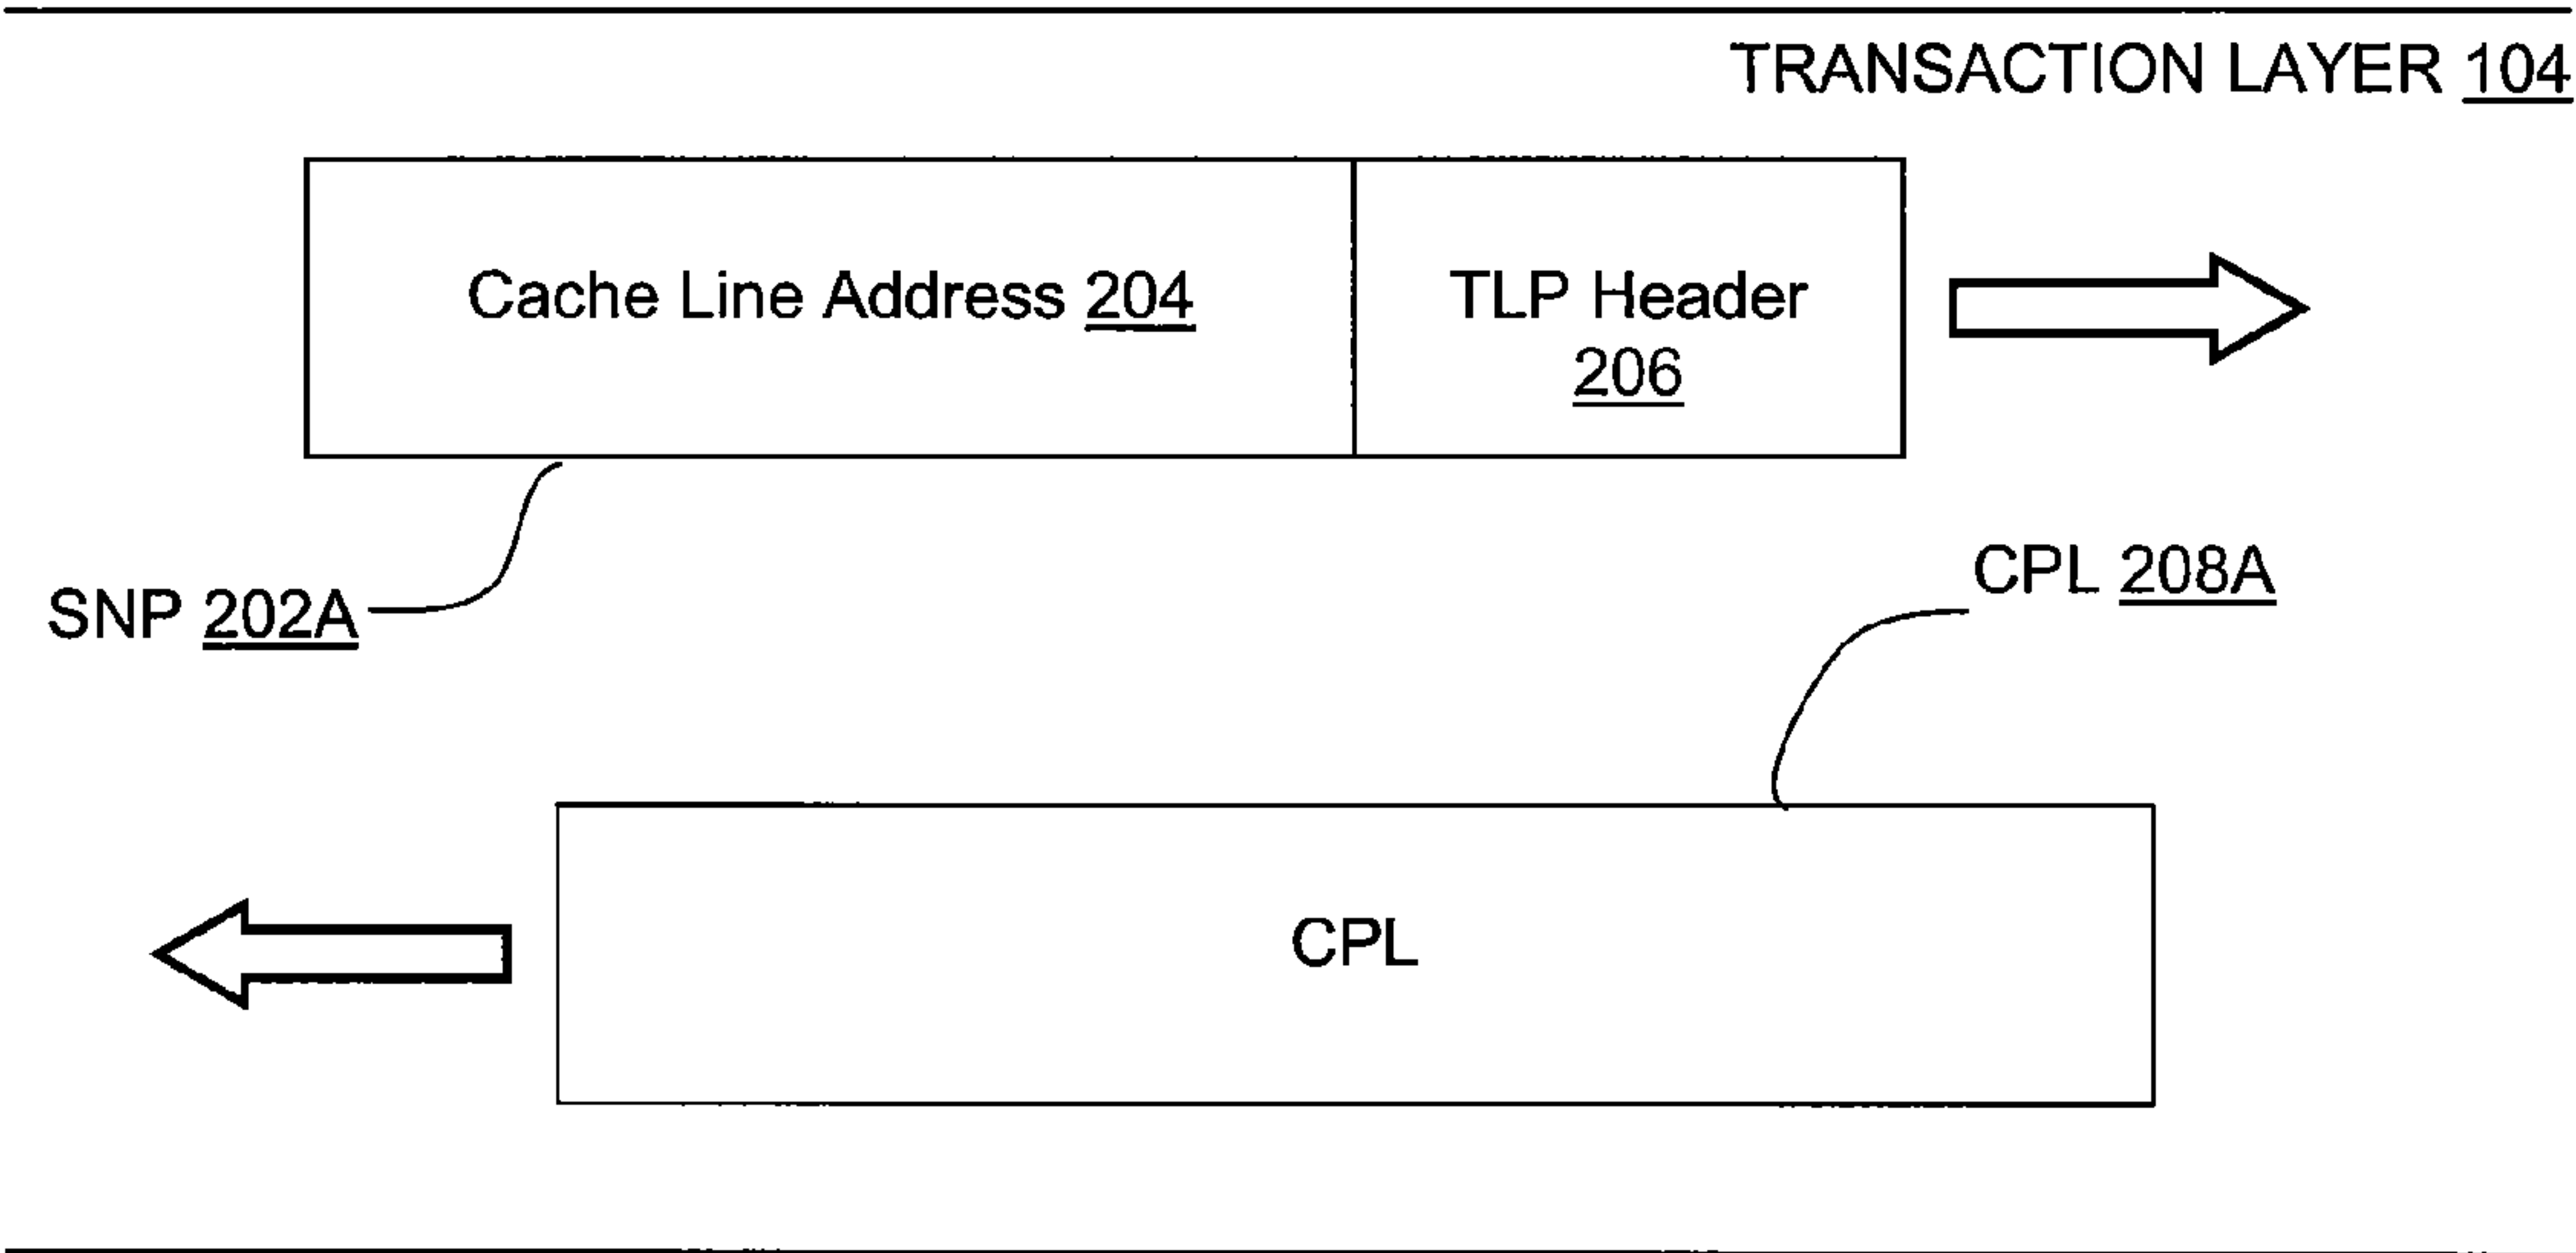 TRANSACTION LAYER 104
Cache Line Address 204
TLP Header
206
CPL 208A
SNP 202A
CPL